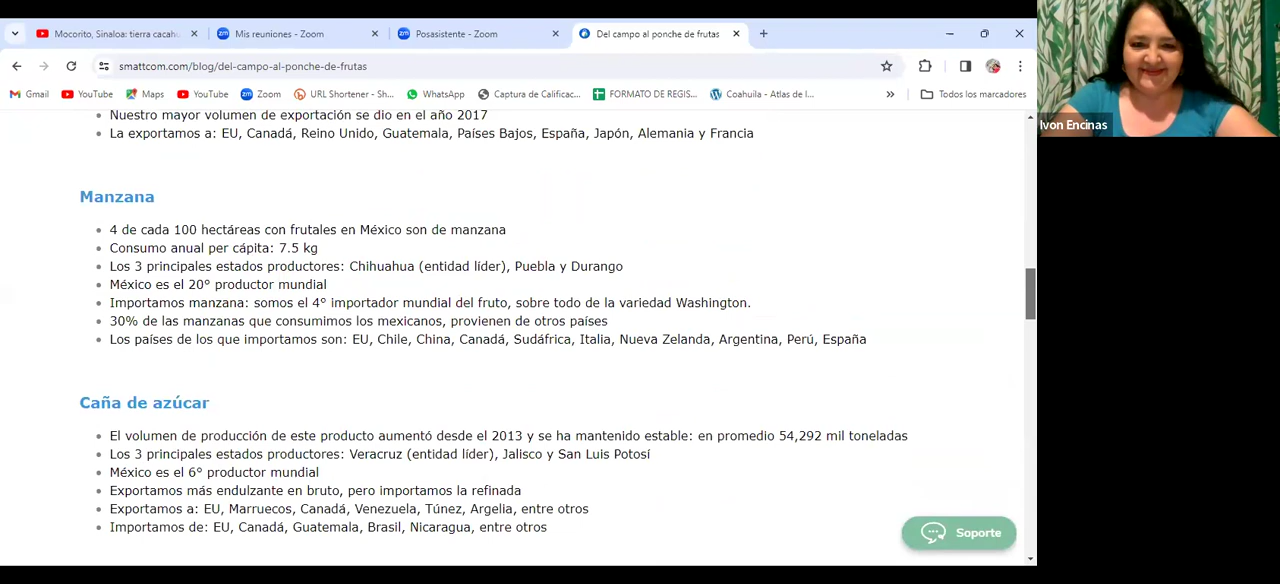 Mocorito, Sinaloa: tierra cacah
Mis reuniones - Zoom
Posasistente - Zoom
Del campo al ponche de frutas
smattcom.com/blog/del-campo-al-ponche-de-frutas
Gmail
YouTube
Maps
YouTube
Zoom
URL Shortener - Sh...
WhatsApp
Captura de Calificac...
FORMATO DE REGIS...
Coahuila - Atlas de l...
»
Todos los marcadores
Ivon Encinas
Nuestro mayor volumen de exportación se dio en el año 2017
La exportamos a: EU, Canadá, Reino Unido, Guatemala, Países Bajos, España, Japón, Alemania y Francia
Manzana
4 de cada 100 hectáreas con frutales en México son de manzana
Consumo anual per cápita: 7.5 kg
Los 3 principales estados productores: Chihuahua (entidad líder), Puebla y Durango
México es el 20° productor mundial
Importamos manzana: somos el 4° importador mundial del fruto, sobre todo de la variedad Washington.
30% de las manzanas que consumimos los mexicanos, provienen de otros países
Los países de los que importamos son: EU, Chile, China, Canadá, Sudáfrica, Italia, Nueva Zelanda, Argentina, Perú, España
Caña de azúcar
El volumen de producción de este producto aumentó desde el 2013 y se ha mantenido estable: en promedio 54,292 mil toneladas
Los 3 principales estados productores: Veracruz (entidad líder), Jalisco y San Luis Potosí
México es el 6° productor mundial
Exportamos más endulzante en bruto, pero importamos la refinada
Exportamos a: EU, Marruecos, Canadá, Venezuela, Túnez, Argelia, entre otros
Importamos de: EU, Canadá, Guatemala, Brasil, Nicaragua, entre otros
Soporte